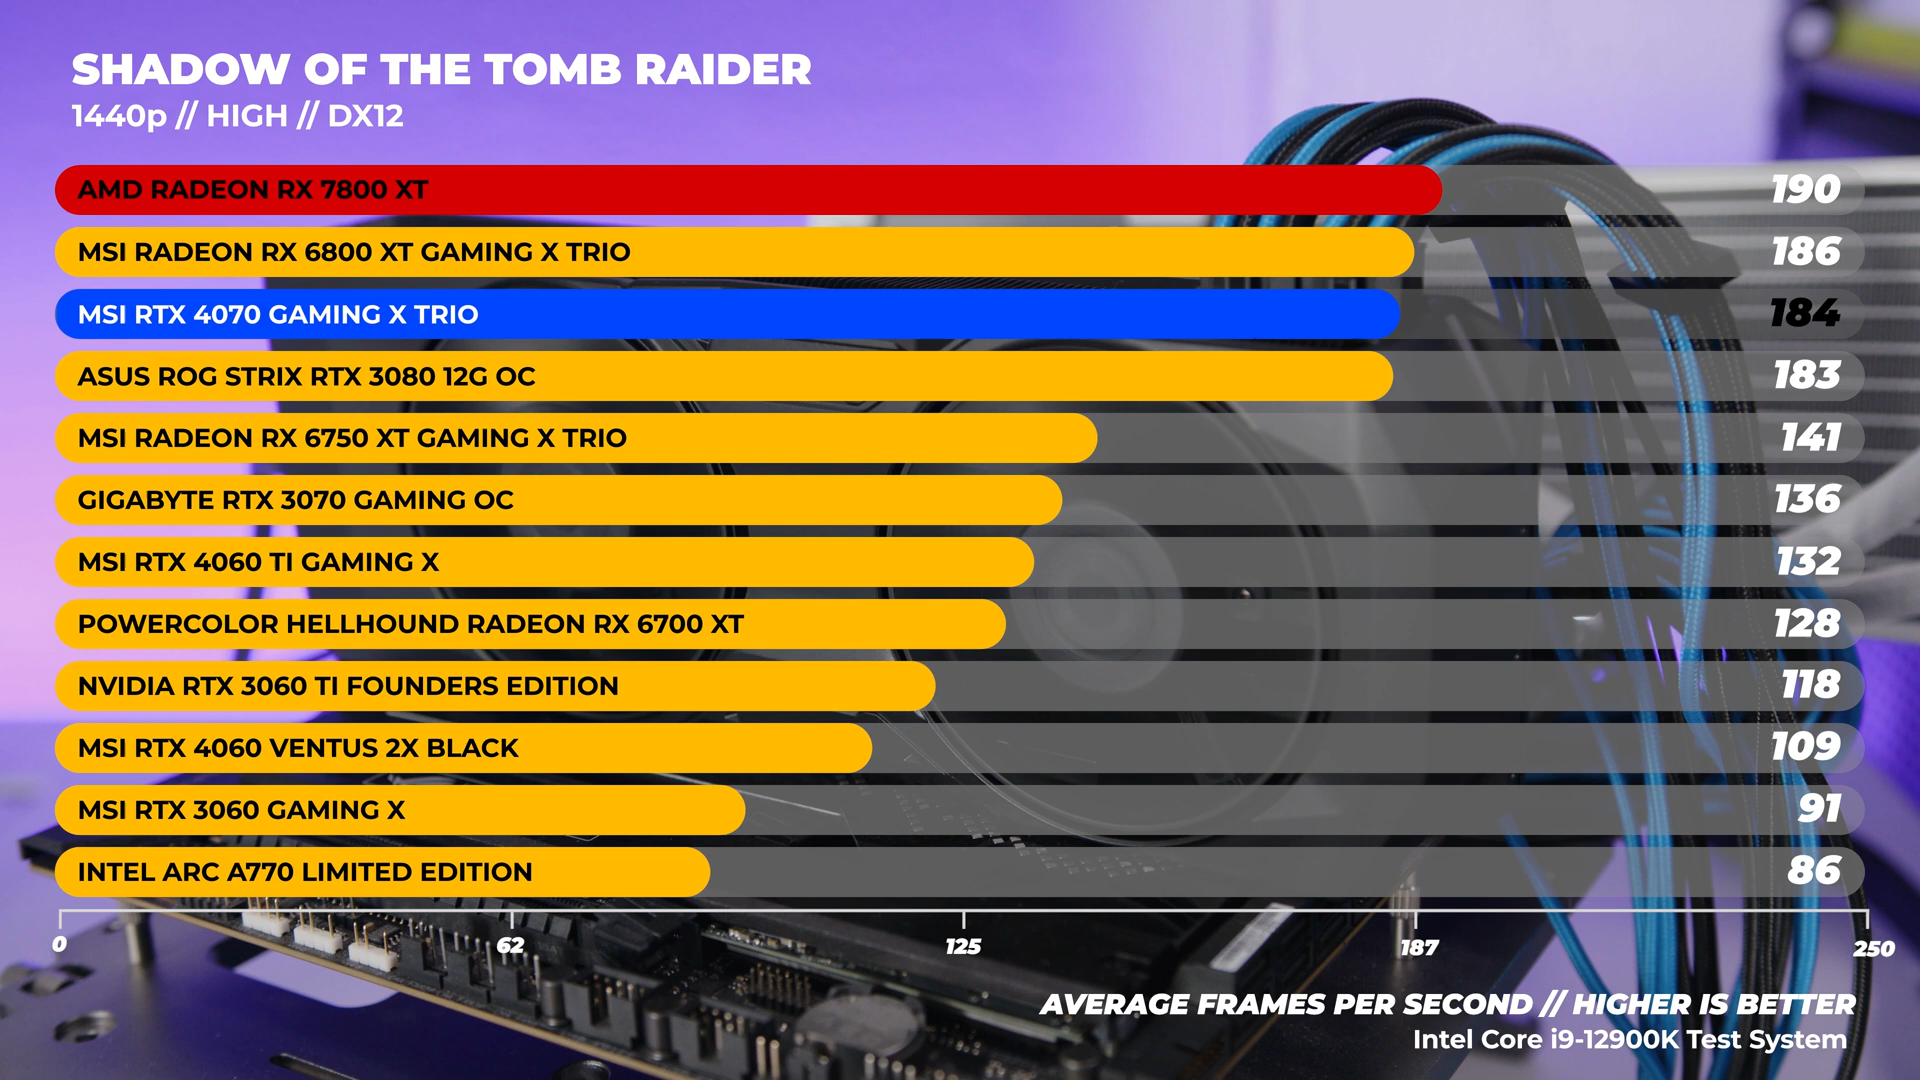 SHADOW OF THE TOMB RAIDER
1440p // HIGH // DX12
AMD RADEON RX 7800 XT 190
MSI RADEON RX 6800 XT GAMING X TRIO 186
MSI RTX 4070 GAMING X TRIO 184
ASUS ROG STRIX RTX 3080 12G OC 183
MSI RADEON RX 6750 XT GAMING X TRIO 141
GIGABYTE RTX 3070 GAMING OC 136
MSI RTX 4060 TI GAMING X 132
POWERCOLOR HELLHOUND RADEON RX 6700 XT 128
NVIDIA RTX 3060 TI FOUNDERS EDITION 118
MSI RTX 4060 VENTUS 2X BLACK 109
MSI RTX 3060 GAMING X 91
INTEL ARC A770 LIMITED EDITION 86
0 62 125 187 250
AVERAGE FRAMES PER SECOND // HIGHER IS BETTER
Intel Core i9-12900K Test System